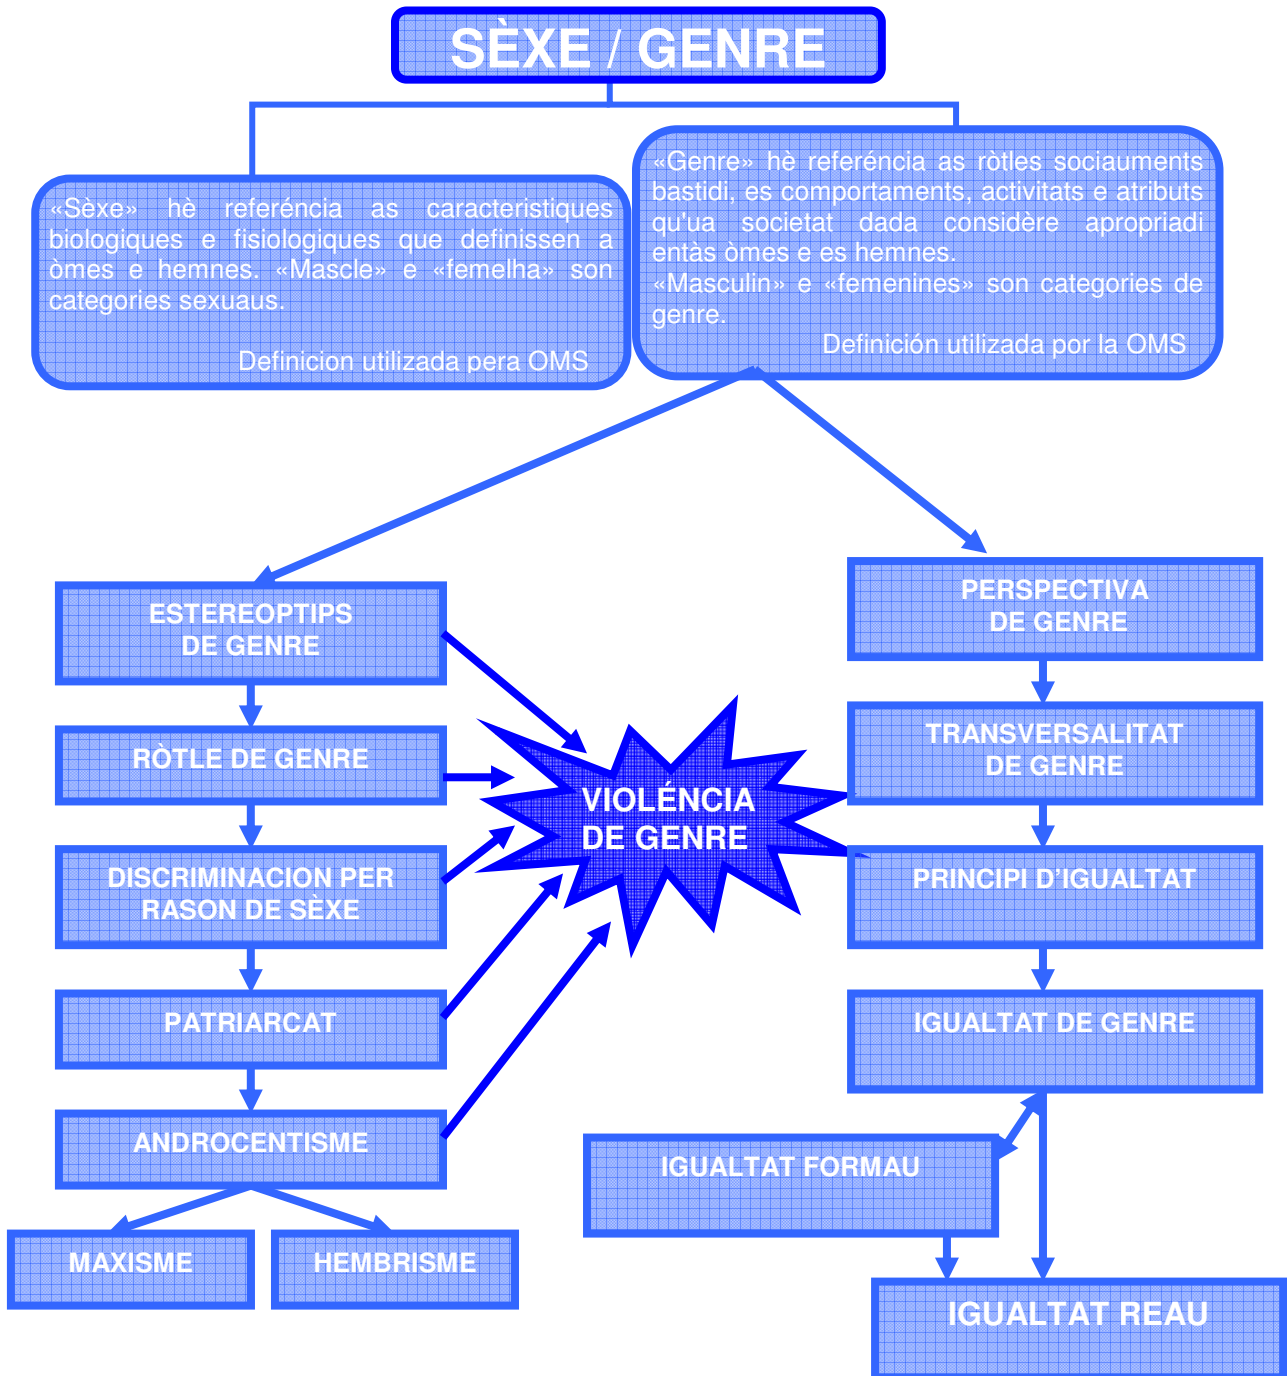 SÈXE / GENRE
«Sèxe» hè referéncia as caracteristiques
biologiques e fisiologiques que definissen a
òmes e hemnes. «Mascle» e «femelha» son
categories sexuaus.
Definicion utilizada pera OMS
«Genre» hè referéncia as ròtles sociauments
bastidi, es comportaments, activitats e atributs
qu'ua societat dada considère apropriadi
entàs òmes e es hemnes.
«Masculin» e «femenines» son categories de
genre.
Definición utilizada por la OMS
ESTEREOPTIPS
DE GENRE
RÒTLE DE GENRE
DISCRIMINACION PER
RASON DE SÈXE
PATRIARCAT
ANDROCENTISME
MAXISME
HEMBRISME
VIOLÉNCIA
DE GENRE
PERSPECTIVA
DE GENRE
TRANSVERSALITAT
DE GENRE
PRINCIPI D'IGUALTAT
IGUALTAT DE GENRE
IGUALTAT FORMAU
IGUALTAT REAU